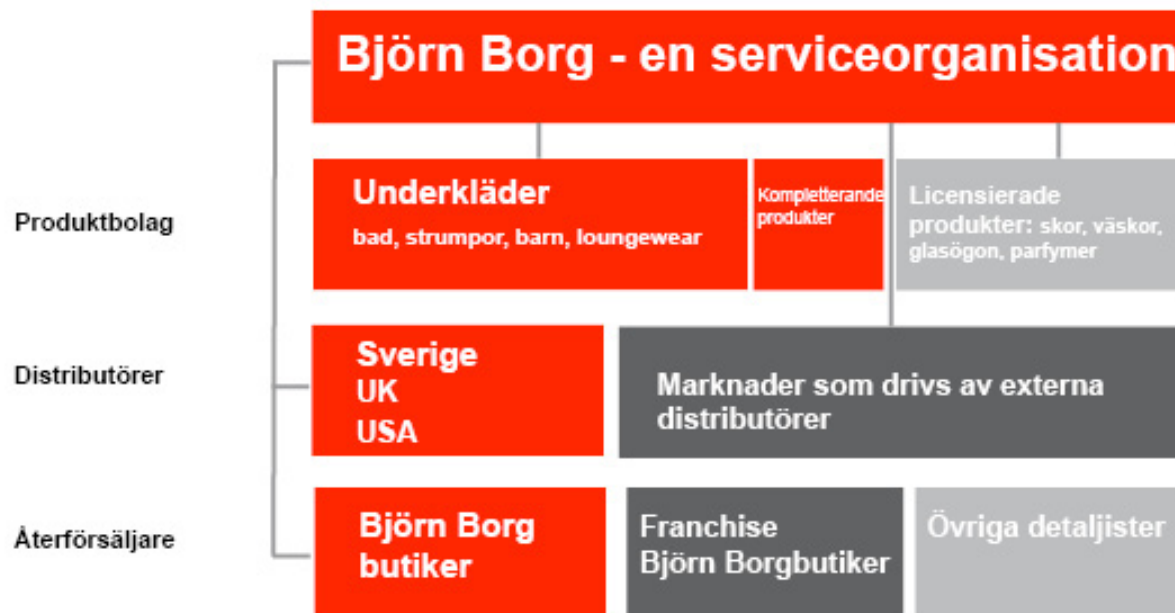 Björn Borg - en serviceorganisation
Produktbolag
Underkläder
bad, strumpor, barn, loungewear
Kompletterande
produkter
Licensierade
produkter: skor, väskor,
glasögon, parfymer
Distributörer
Sverige
UK
USA
Marknader som drivs av externa
distributörer
Återförsäljare
Björn Borg
butiker
Franchise
Björn Borgbutiker
Övriga detaljister